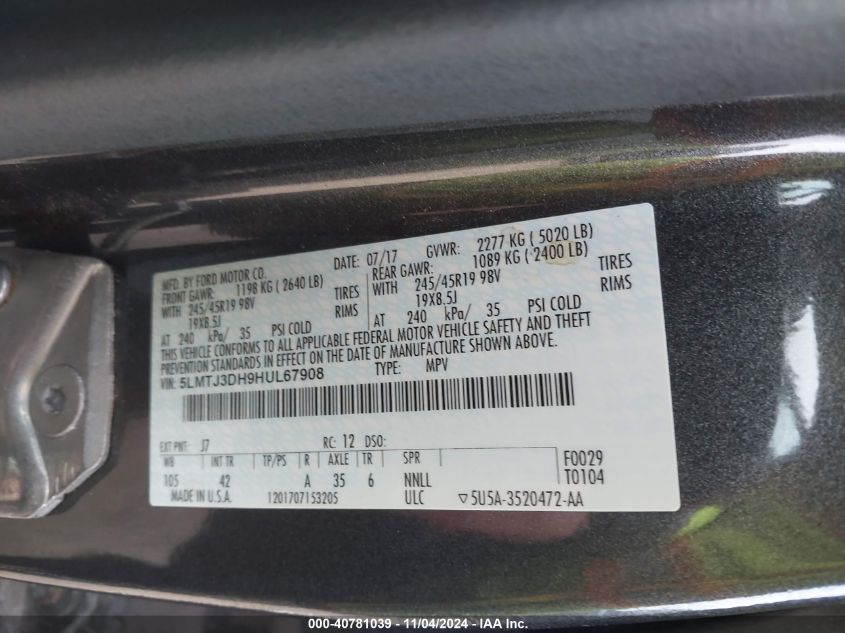 MFD. BY FORD MOTOR CO. DATE: 07/17 GVWR: 2277 KG ( 5020 LB)
FRONT GAWR: 1198 KG ( 2640 LB) REAR GAWR: 1089 KG ( 2400 LB)
WITH 245/45R19 98V TIRES WITH 245/45R19 98V TIRES
19X8.5J RIMS 19X8.5J RIMS
AT 240 kPa/ 35 PSI COLD AT 240 kPa/ 35 PSI COLD
THIS VEHICLE CONFORMS TO ALL APPLICABLE FEDERAL MOTOR VEHICLE SAFETY AND THEFT
PREVENTION STANDARDS IN EFFECT ON THE DATE OF MANUFACTURE SHOWN ABOVE.
VIN: 5LMTJ3DH9HUL67908 TYPE: MPV
EXT PNT: J7 RC: 12 DSO:
WB INT TR TP/PS R AXLE TR SPR F0029
105 42 A 35 6 NNLL T0104
MADE IN U.S.A. 1201707153205 ULC ▽5U5A-3520472-AA
000-40781039 - 11/04/2024 - © IAA, Inc.